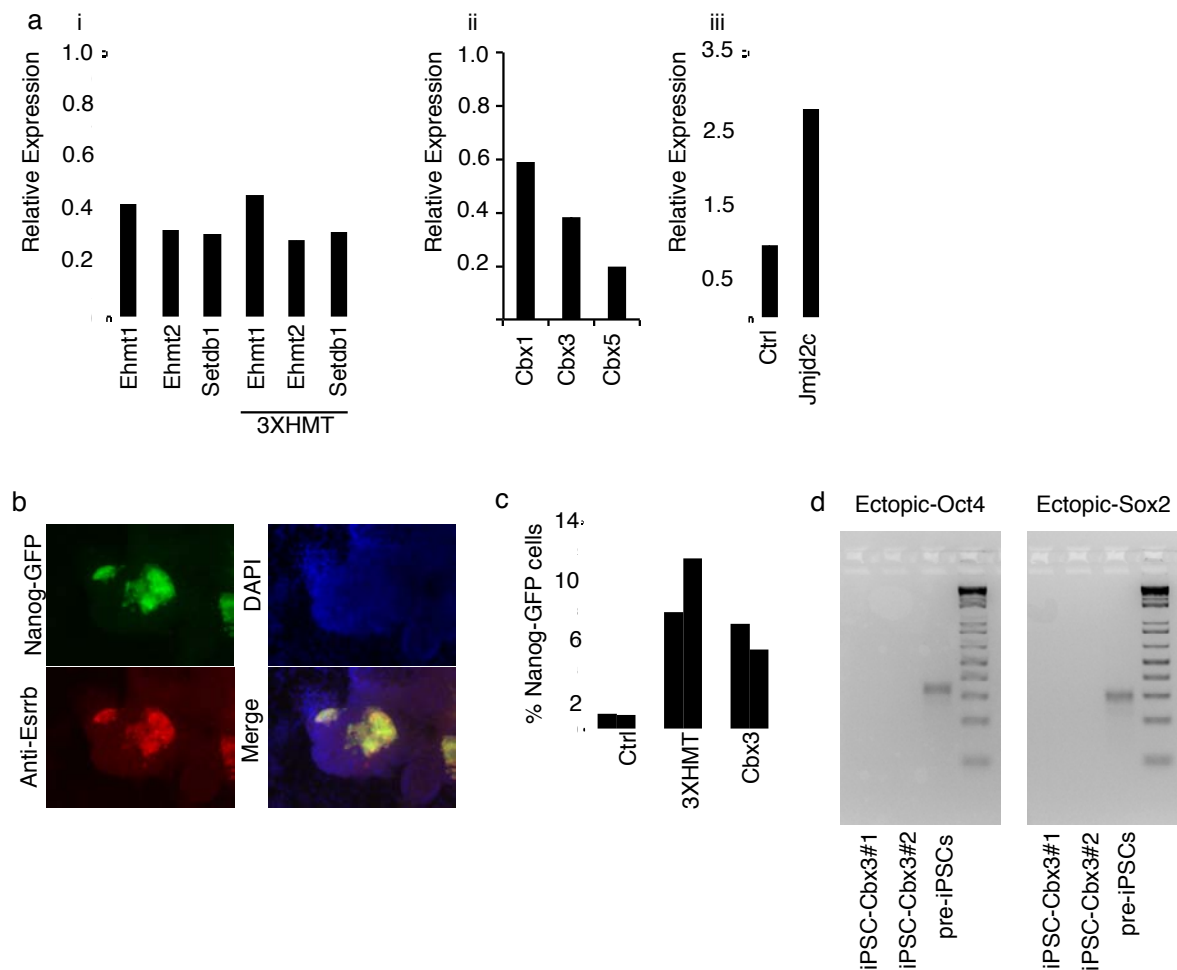 a
i
1.0
0.8
0.6
0.4
0.2
Relative Expression
Ehmt1
Ehmt2
Setdb1
Ehmt1
Ehmt2
Setdb1
3XHMT
ii
1.0
0.8
0.6
0.4
0.2
Relative Expression
Cbx1
Cbx3
Cbx5
iii
3.5
2.5
1.5
0.5
Relative Expression
Ctrl
Jmjd2c
b
Nanog-GFP
DAPI
Anti-Esrrb
Merge
c
14
10
6
2
% Nanog-GFP cells
Ctrl
3XHMT
Cbx3
d
Ectopic-Oct4
iPSC-Cbx3#1
iPSC-Cbx3#2
pre-iPSCs
Ectopic-Sox2
iPSC-Cbx3#1
iPSC-Cbx3#2
pre-iPSCs